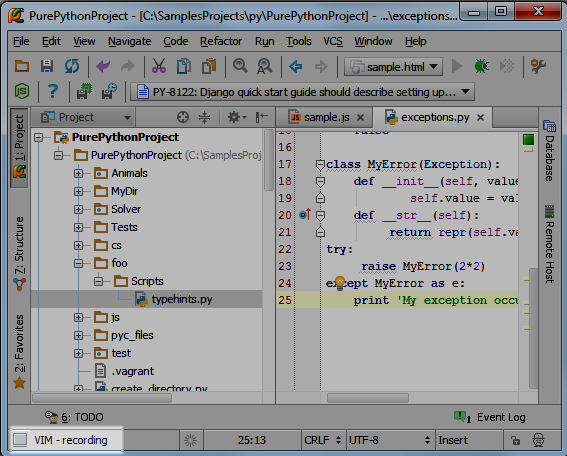 PurePythonProject - [C:\SamplesProjects\py\PurePythonProject] - ...\exceptions.py
File Edit View Navigate Code Refactor Run Tools VCS Window Help
sample.html
PY-8122: Django quick start guide should describe setting up...
1: Project
7: Structure
2: Favorites
Project
PurePythonProject
PurePythonProject (C:\SamplesProj
Animals
MyDir
Solver
Tests
cs
foo
Scripts
typehints.py
js
pyc_files
test
.vagrant
create_directory.py
sample.js
exceptions.py
16 raise
17 class MyError(Exception):
18 def __init__(self, value
19 self.value = val
20 def __str__(self):
21 return repr(self.va
22 try:
23 raise MyError(2*2)
24 except MyError as e:
25 print 'My exception occu
Database
Remote Host
6: TODO
1 Event Log
VIM - recording
25:13
CRLF
UTF-8
Insert